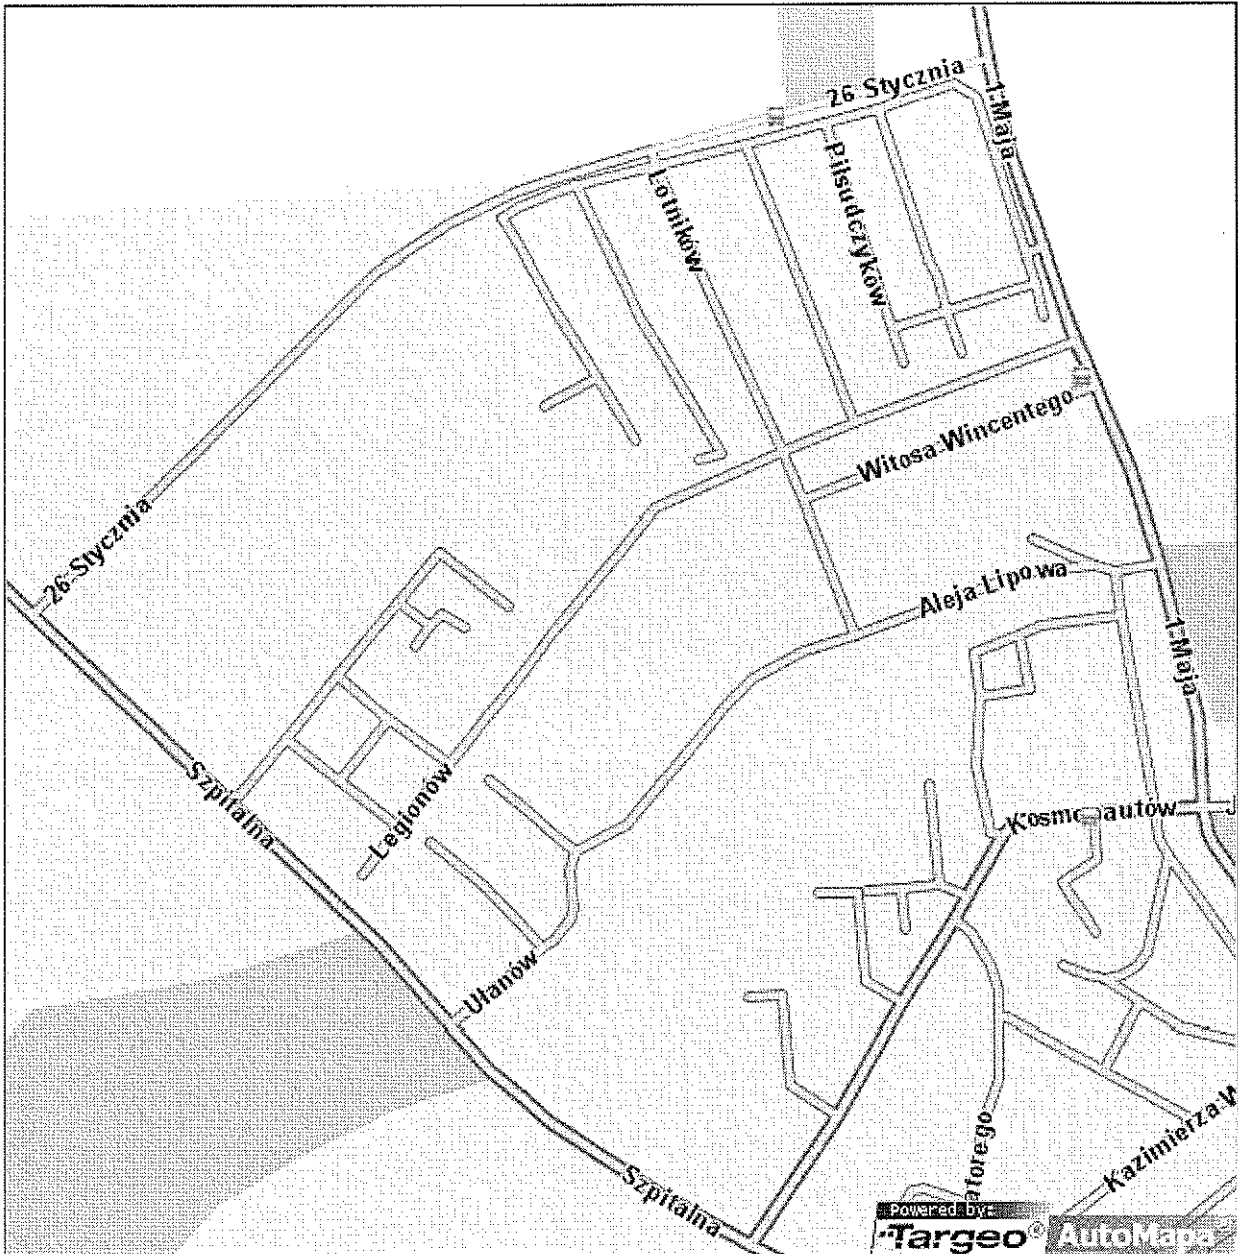 26 Stycznia
1 Maja
Lotników
Piłsudczyków
Witosa Wincentego
26 Stycznia
Aleja Lipowa
1 Maja
Szpitalna
Legionów
Kosmonautów
Ułanów
Szpitalna
atorego
Kazimierza W
Powered by:
Targeo® AutoMapa